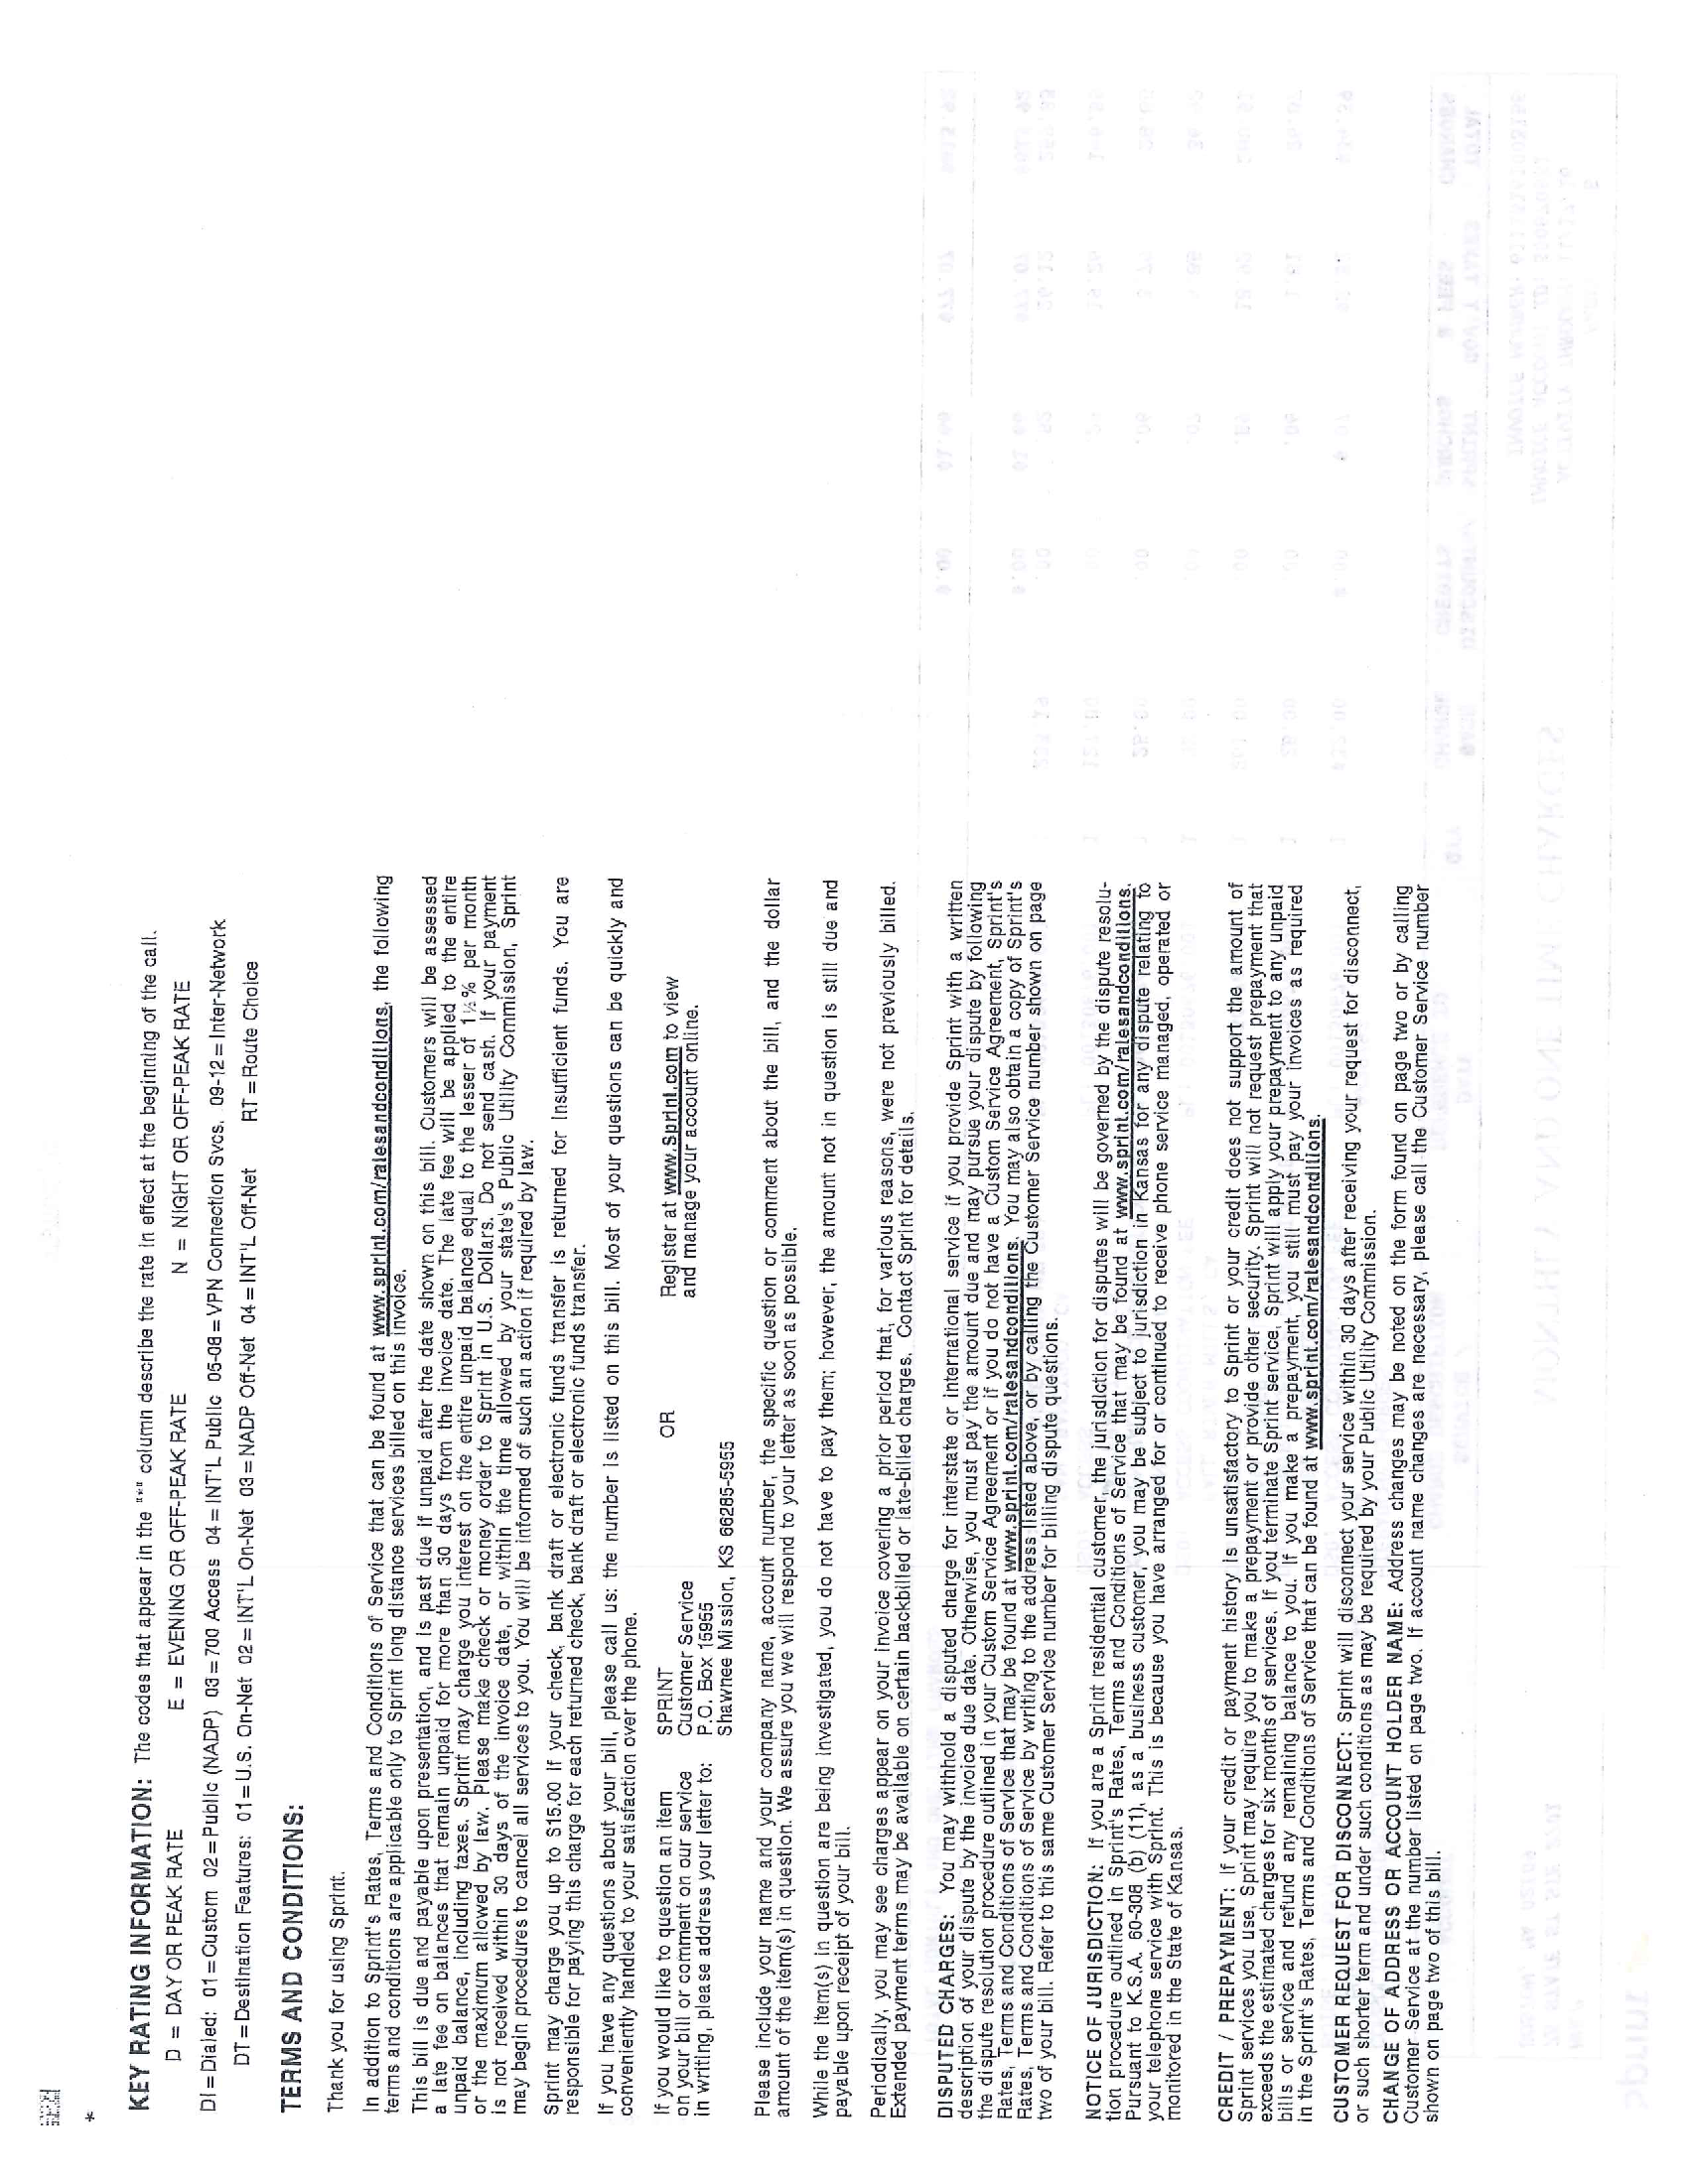 *
KEY RATING INFORMATION: The codes that appear in the "*" column describe the rate in effect at the beginning of the call.
D = DAY OR PEAK RATE E = EVENING OR OFF-PEAK RATE N = NIGHT OR OFF-PEAK RATE
DI=Dialed: 01=Custom 02=Public (NADP) 03=700 Access 04=INT'L Public 05-08=VPN Connection Svcs. 09-12=Inter-Network
DT=Destination Features: 01=U.S. On-Net 02=INT'L On-Net 03=NADP Off-Net 04=INT'L Off-Net RT=Route Choice
TERMS AND CONDITIONS:
Thank you for using Sprint.
In addition to Sprint's Rates, Terms and Conditions of Service that can be found at www.sprint.com/ratesandconditions, the following
terms and conditions are applicable only to Sprint long distance services billed on this invoice.
This bill is due and payable upon presentation, and is past due if unpaid after the date shown on this bill. Customers will be assessed
a late fee on balances that remain unpaid for more than 30 days from the invoice date. The late fee will be applied to the entire
unpaid balance, including taxes. Sprint may charge you interest on the entire unpaid balance equal to the lesser of 1½% per month
or the maximum allowed by law. Please make check or money order to Sprint in U.S. Dollars. Do not send cash. If your payment
is not received within 30 days of the invoice date, or within the time allowed by your state's Public Utility Commission, Sprint
may begin procedures to cancel all services to you. You will be informed of such an action if required by law.
Sprint may charge you up to $15.00 if your check, bank draft or electronic funds transfer is returned for insufficient funds. You are
responsible for paying this charge for each returned check, bank draft or electronic funds transfer.
If you have any questions about your bill, please call us: the number is listed on this bill. Most of your questions can be quickly and
conveniently handled to your satisfaction over the phone.
If you would like to question an item SPRINT OR Register at www.Sprint.com to view
on your bill or comment on our service Customer Service and manage your account online.
in writing, please address your letter to: P.O. Box 15955
Shawnee Mission, KS 66285-5955
Please include your name and your company name, account number, the specific question or comment about the bill, and the dollar
amount of the item(s) in question. We assure you we will respond to your letter as soon as possible.
While the item(s) in question are being investigated, you do not have to pay them; however, the amount not in question is still due and
payable upon receipt of your bill.
Periodically, you may see charges appear on your invoice covering a prior period that, for various reasons, were not previously billed.
Extended payment terms may be available on certain backbilled or late-billed charges. Contact Sprint for details.
DISPUTED CHARGES: You may withhold a disputed charge for interstate or international service if you provide Sprint with a written
description of your dispute by the invoice due date. Otherwise, you must pay the amount due and may pursue your dispute by following
the dispute resolution procedure outlined in your Custom Service Agreement or if you do not have a Custom Service Agreement, Sprint's
Rates, Terms and Conditions of Service that may be found at www.sprint.com/ratesandconditions. You may also obtain a copy of Sprint's
Rates, Terms and Conditions of Service by writing to the address listed above, or by calling the Customer Service number shown on page
two of your bill. Refer to this same Customer Service number for billing dispute questions.
NOTICE OF JURISDICTION: If you are a Sprint residential customer, the jurisdiction for disputes will be governed by the dispute resolu-
tion procedure outlined in Sprint's Rates, Terms and Conditions of Service that may be found at www.sprint.com/ratesandconditions.
Pursuant to K.S.A. 60-308 (b) (11), as a business customer, you may be subject to jurisdiction in Kansas for any dispute relating to
your telephone service with Sprint. This is because you have arranged for or continued to receive phone service managed, operated or
monitored in the State of Kansas.
CREDIT / PREPAYMENT: If your credit or payment history is unsatisfactory to Sprint or your credit does not support the amount of
Sprint services you use, Sprint may require you to make a prepayment or provide other security. Sprint will not request prepayment that
exceeds the estimated charges for six months of services. If you terminate Sprint service, Sprint will apply your prepayment to any unpaid
bills or service and refund any remaining balance to you. If you make a prepayment, you still must pay your invoices as required
in the Sprint's Rates, Terms and Conditions of Service that can be found at www.sprint.com/ratesandconditions.
CUSTOMER REQUEST FOR DISCONNECT: Sprint will disconnect your service within 30 days after receiving your request for disconnect,
or such shorter term and under such conditions as may be required by your Public Utility Commission.
CHANGE OF ADDRESS OR ACCOUNT HOLDER NAME: Address changes may be noted on the form found on page two or by calling
Customer Service at the number listed on page two. If account name changes are necessary, please call the Customer Service number
shown on page two of this bill.